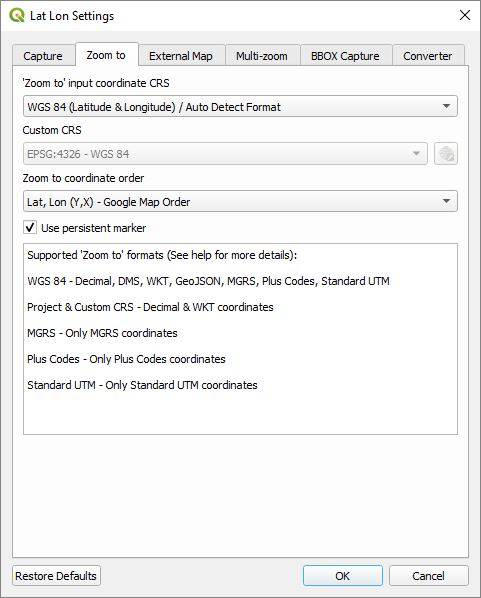 Lat Lon Settings
Capture Zoom to External Map Multi-zoom BBOX Capture Converter
'Zoom to' input coordinate CRS
WGS 84 (Latitude & Longitude) / Auto Detect Format
Custom CRS
EPSG:4326 - WGS 84
Zoom to coordinate order
Lat, Lon (Y,X) - Google Map Order
Use persistent marker
Supported 'Zoom to' formats (See help for more details):
WGS 84 - Decimal, DMS, WKT, GeoJSON, MGRS, Plus Codes, Standard UTM
Project & Custom CRS - Decimal & WKT coordinates
MGRS - Only MGRS coordinates
Plus Codes - Only Plus Codes coordinates
Standard UTM - Only Standard UTM coordinates
Restore Defaults OK Cancel